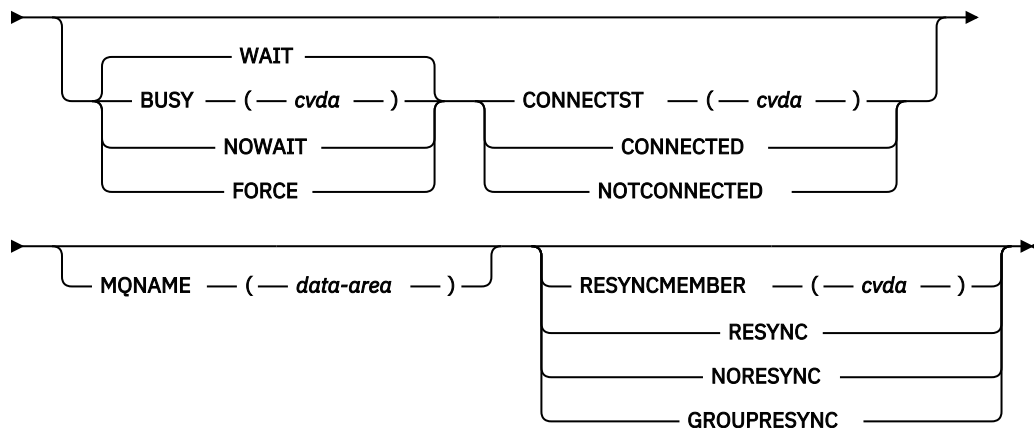 WAIT
BUSY ( cvda ) CONNECTST ( cvda )
NOWAIT CONNECTED
FORCE NOTCONNECTED
MQNAME ( data-area ) RESYNCMEMBER ( cvda )
RESYNC
NORESYNC
GROUPRESYNC